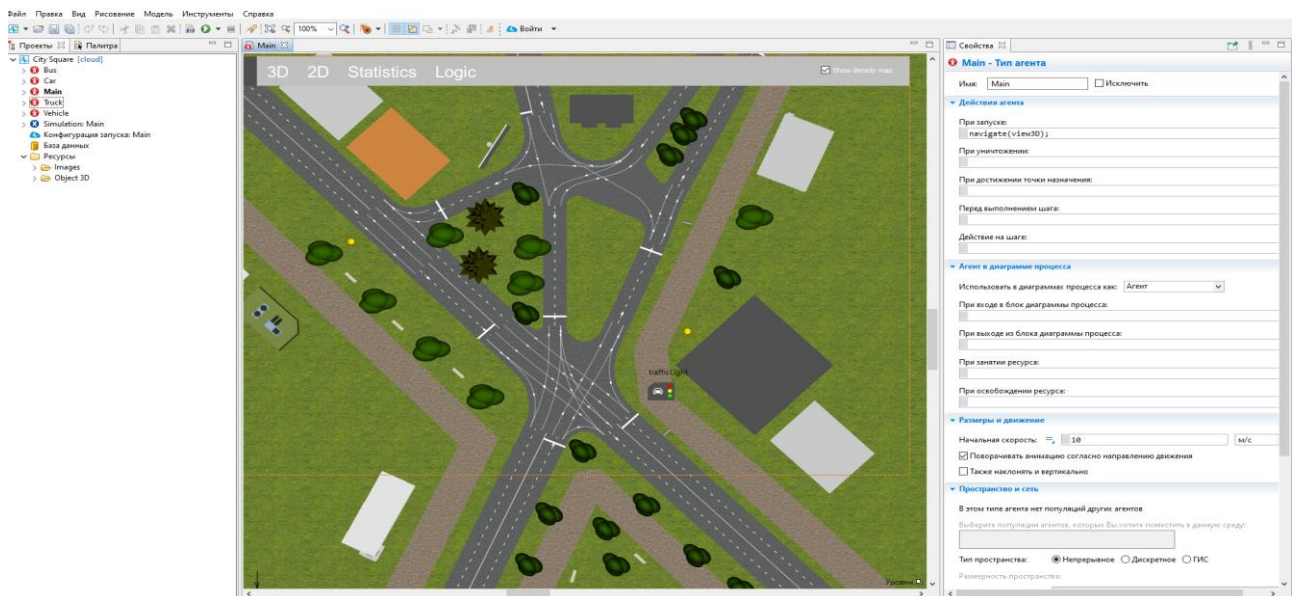 Файл Правка Вид Рисование Модель Инструменты Справка
100% Войти
Проекты Палитра
City Square [cloud]
Bus
Car
Main
Truck
Vehicle
Simulation: Main
Конфигурация запуска: Main
База данных
Ресурсы
Images
Object 3D
Main
3D 2D Statistics Logic
Show density map
trafficLight
Уровни
Свойства
Main - Тип агента
Имя: Main Исключить
Действия агента
При запуске:
navigate(view3D);
При уничтожении:
При достижении точки назначения:
Перед выполнением шага:
Действие на шаге:
Агент в диаграмме процесса
Использовать в диаграммах процесса как: Агент
При входе в блок диаграммы процесса:
При выходе из блока диаграммы процесса:
При занятии ресурса:
При освобождении ресурса:
Размеры и движение
Начальная скорость: 10 м/с
Поворачивать анимацию согласно направлению движения
Также наклонять и вертикально
Пространство и сеть
В этом типе агента нет популяций других агентов
Выберите популяции агентов, которые Вы хотите поместить в данную среду:
Тип пространства: Непрерывное Дискретное ГИС
Размерность пространства: